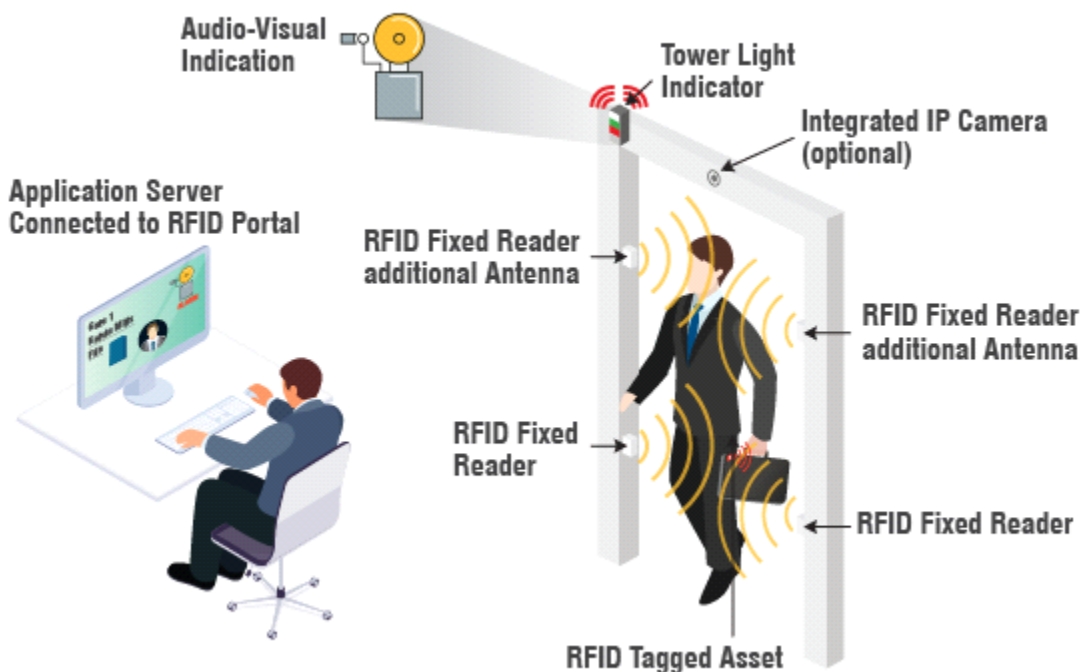 Audio-Visual
Indication
Tower Light
Indicator
Integrated IP Camera
(optional)
Application Server
Connected to RFID Portal
RFID Fixed Reader
additional Antenna
RFID Fixed Reader
additional Antenna
RFID Fixed
Reader
RFID Fixed Reader
RFID Tagged Asset